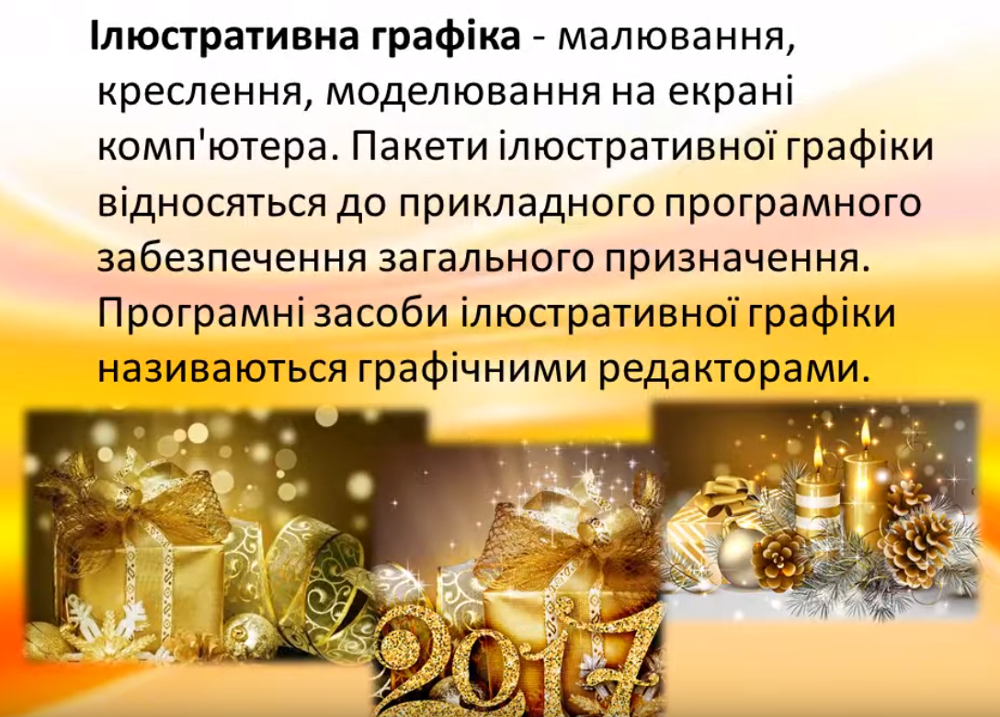 Ілюстративна графіка - малювання,
креслення, моделювання на екрані
комп'ютера. Пакети ілюстративної графіки
відносяться до прикладного програмного
забезпечення загального призначення.
Програмні засоби ілюстративної графіки
називаються графічними редакторами.
2017